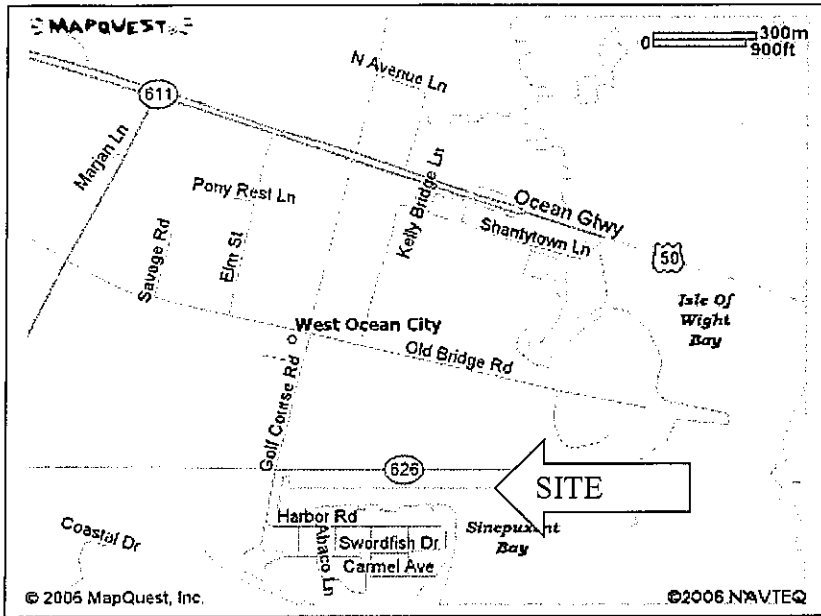 MAPQUEST
300m
0
900ft
N Avenue Ln
611
Marjan Ln
Pony Rest Ln
Kelly Bridge Ln
Ocean Gtwy
Shantytown Ln
50
Savage Rd
Elm St
Isle Of
Wight
Bay
West Ocean City
Old Bridge Rd
Golf Course Rd
626
SITE
Harbor Rd
Sinepuxent
Bay
Coastal Dr
Abaco Ln
Swordfish Dr
Carmel Ave
© 2006 MapQuest, Inc.
©2006 NAVTEQ